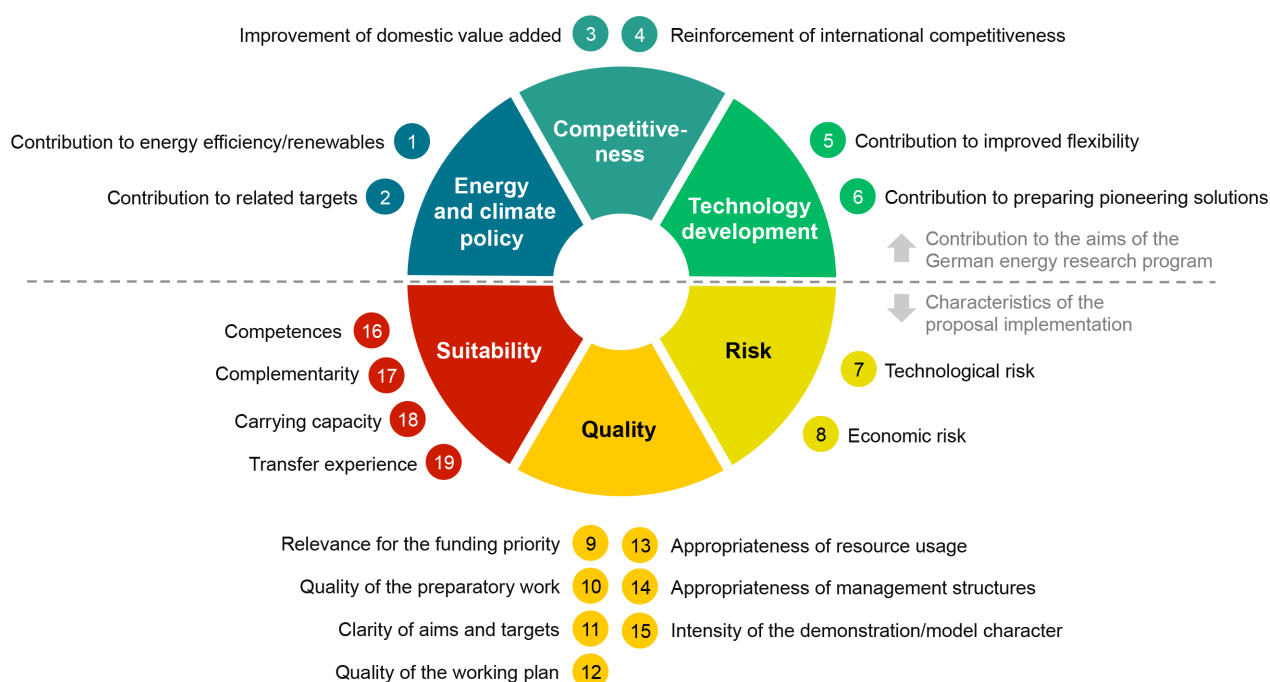 Improvement of domestic value added 3 4 Reinforcement of international competitiveness
Competitive-
ness
Contribution to energy efficiency/renewables 1
Contribution to related targets 2
Energy
and climate
policy
5 Contribution to improved flexibility
6 Contribution to preparing pioneering solutions
Technology
development
Contribution to the aims of the
German energy research program
Characteristics of the
proposal implementation
Competences 16
Complementarity 17
Carrying capacity 18
Transfer experience 19
Suitability
Risk
7 Technological risk
8 Economic risk
Quality
Relevance for the funding priority 9
Quality of the preparatory work 10
Clarity of aims and targets 11
Quality of the working plan 12
13 Appropriateness of resource usage
14 Appropriateness of management structures
15 Intensity of the demonstration/model character